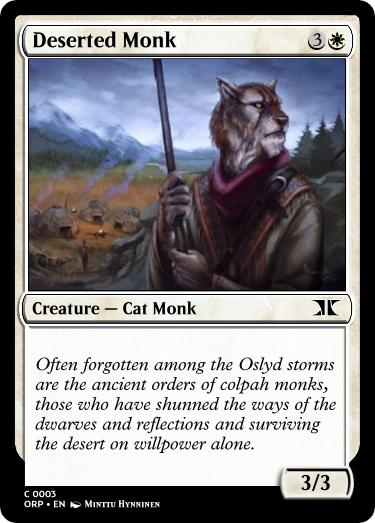 Deserted Monk 3
Creature — Cat Monk
Often forgotten among the Oslyd storms
are the ancient orders of colpah monks,
those who have shunned the ways of the
dwarves and reflections and surviving
the desert on willpower alone.
3/3
C 0003
ORP • EN Minttu Hynninen